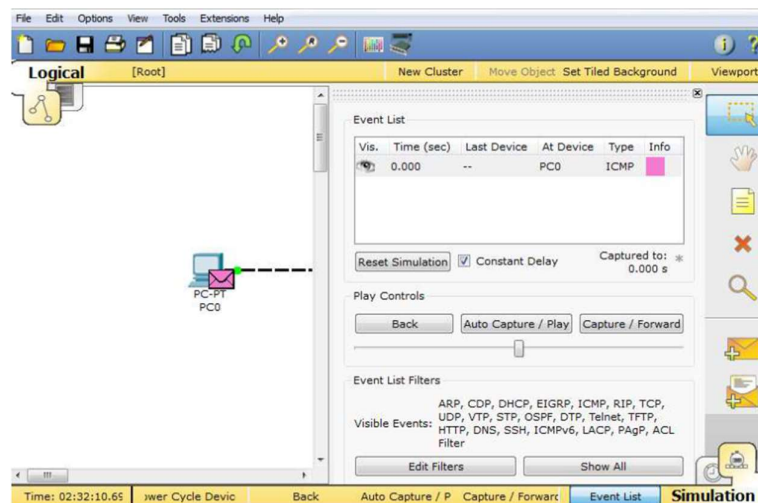 File Edit Options View Tools Extensions Help
Logical [Root] New Cluster Move Object Set Tiled Background Viewport
Event List
Vis. Time (sec) Last Device At Device Type Info
0.000 -- PC0 ICMP
Reset Simulation Constant Delay Captured to: *
0.000 s
PC-PT
PC0
Play Controls
Back Auto Capture / Play Capture / Forward
Event List Filters
Visible Events: ARP, CDP, DHCP, EIGRP, ICMP, RIP, TCP,
UDP, VTP, STP, OSPF, DTP, Telnet, TFTP,
HTTP, DNS, SSH, ICMPv6, LACP, PAgP, ACL
Filter
Edit Filters Show All
Time: 02:32:10.69 ower Cycle Devic Back Auto Capture / P Capture / Forward Event List Simulation